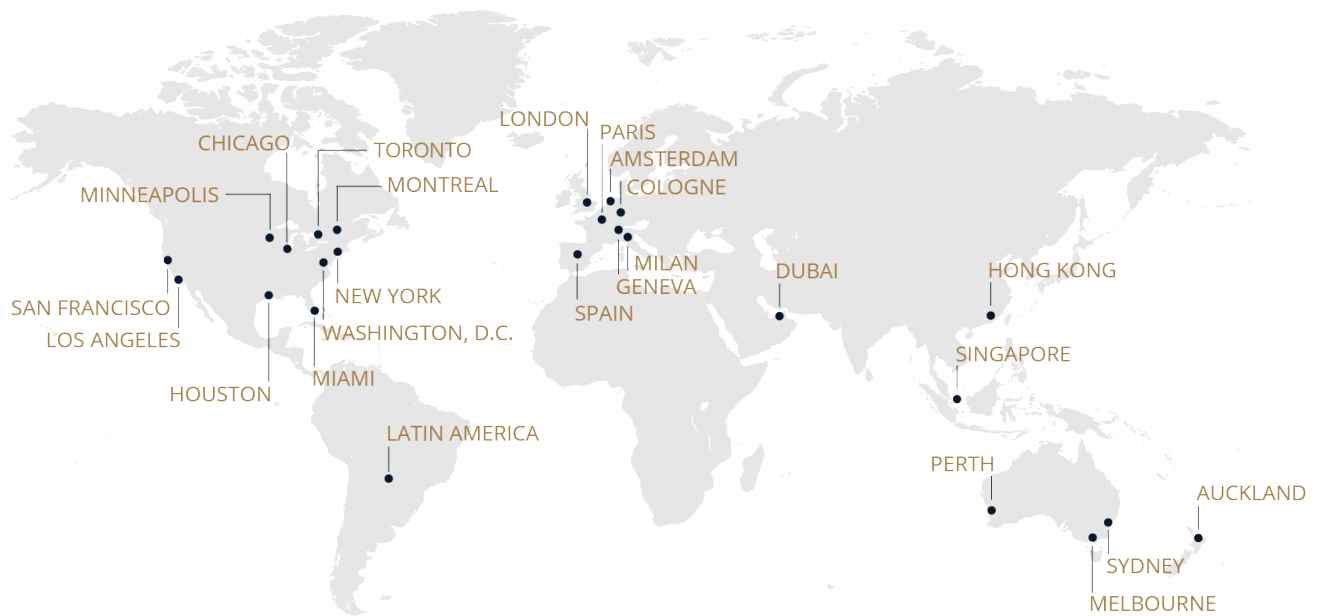 LONDON
PARIS
CHICAGO
TORONTO
AMSTERDAM
MINNEAPOLIS
MONTREAL
COLOGNE
MILAN
DUBAI
HONG KONG
GENEVA
NEW YORK
SAN FRANCISCO
SPAIN
WASHINGTON, D.C.
LOS ANGELES
SINGAPORE
MIAMI
HOUSTON
LATIN AMERICA
PERTH
AUCKLAND
SYDNEY
MELBOURNE